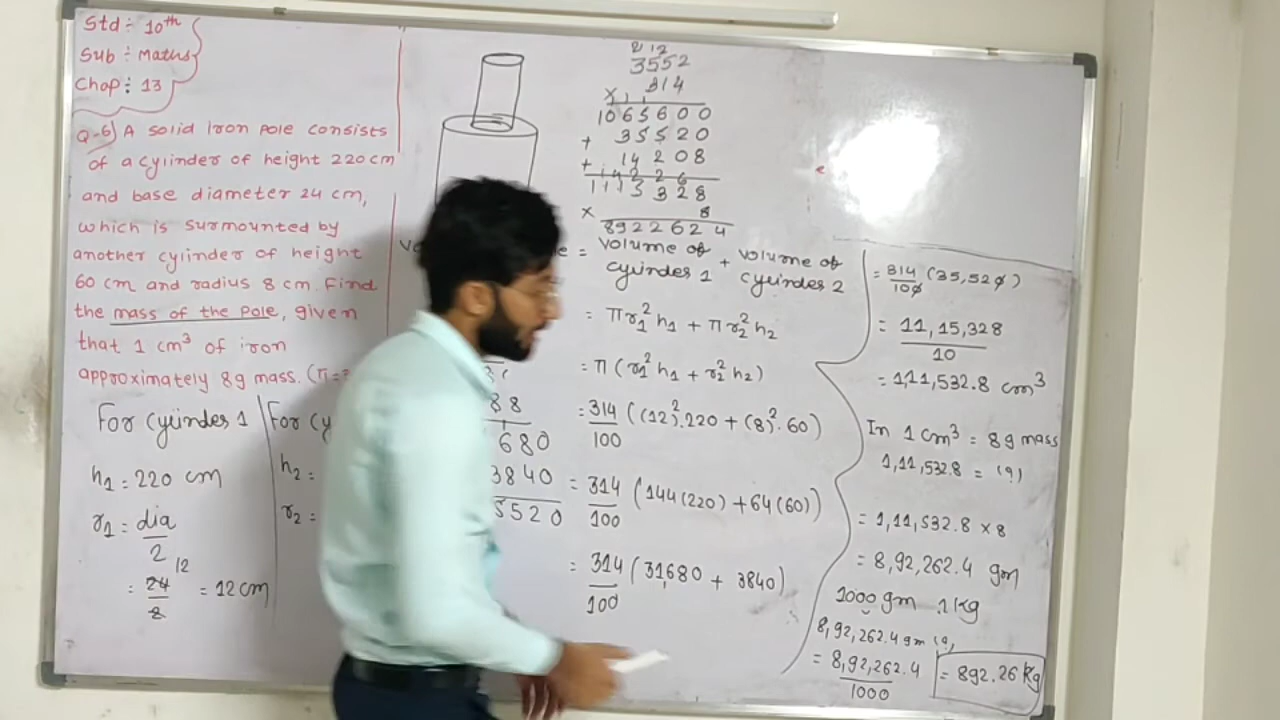 Std : 10th
Sub : Maths
Chap : 13
Q-6) A solid Iron pole consists
of a cylinder of height 220 cm
and base diameter 24 cm,
which is surmounted by
another cylinder of height
60 cm and radius 8 cm. Find
the mass of the pole, given
that 1 cm³ of iron
approximately 8g mass. (π =
For Cylinder 1
h₁ = 220 cm
r₁ = dia
2
12
= 24
2
= 12 cm
For Cy
h₂ =
r₂ =
88
680
3840
5520
2 12
3552
314
×
1065600
+ 35520
+ 14208
1113328
× 8
8922624
= Volume of cylinder 1 + Volume of cylinder 2
= πr₁²h₁ + πr₂²h₂
= π (r₁²h₁ + r₂²h₂)
= 314/100 ((12)².220 + (8)².60)
= 314/100 (144(220) + 64(60))
= 314/100 (31680 + 3840)
= 314/100 (35,520)
= 11,15,328
10
= 1,11,532.8 cm³
In 1 cm³ = 8g mass
1,11,532.8 = (?)
= 1,11,532.8 × 8
= 8,92,262.4 gm
1000 gm 1 kg
8,92,262.4 gm (?)
= 8,92,262.4
1000
= 892.26 kg